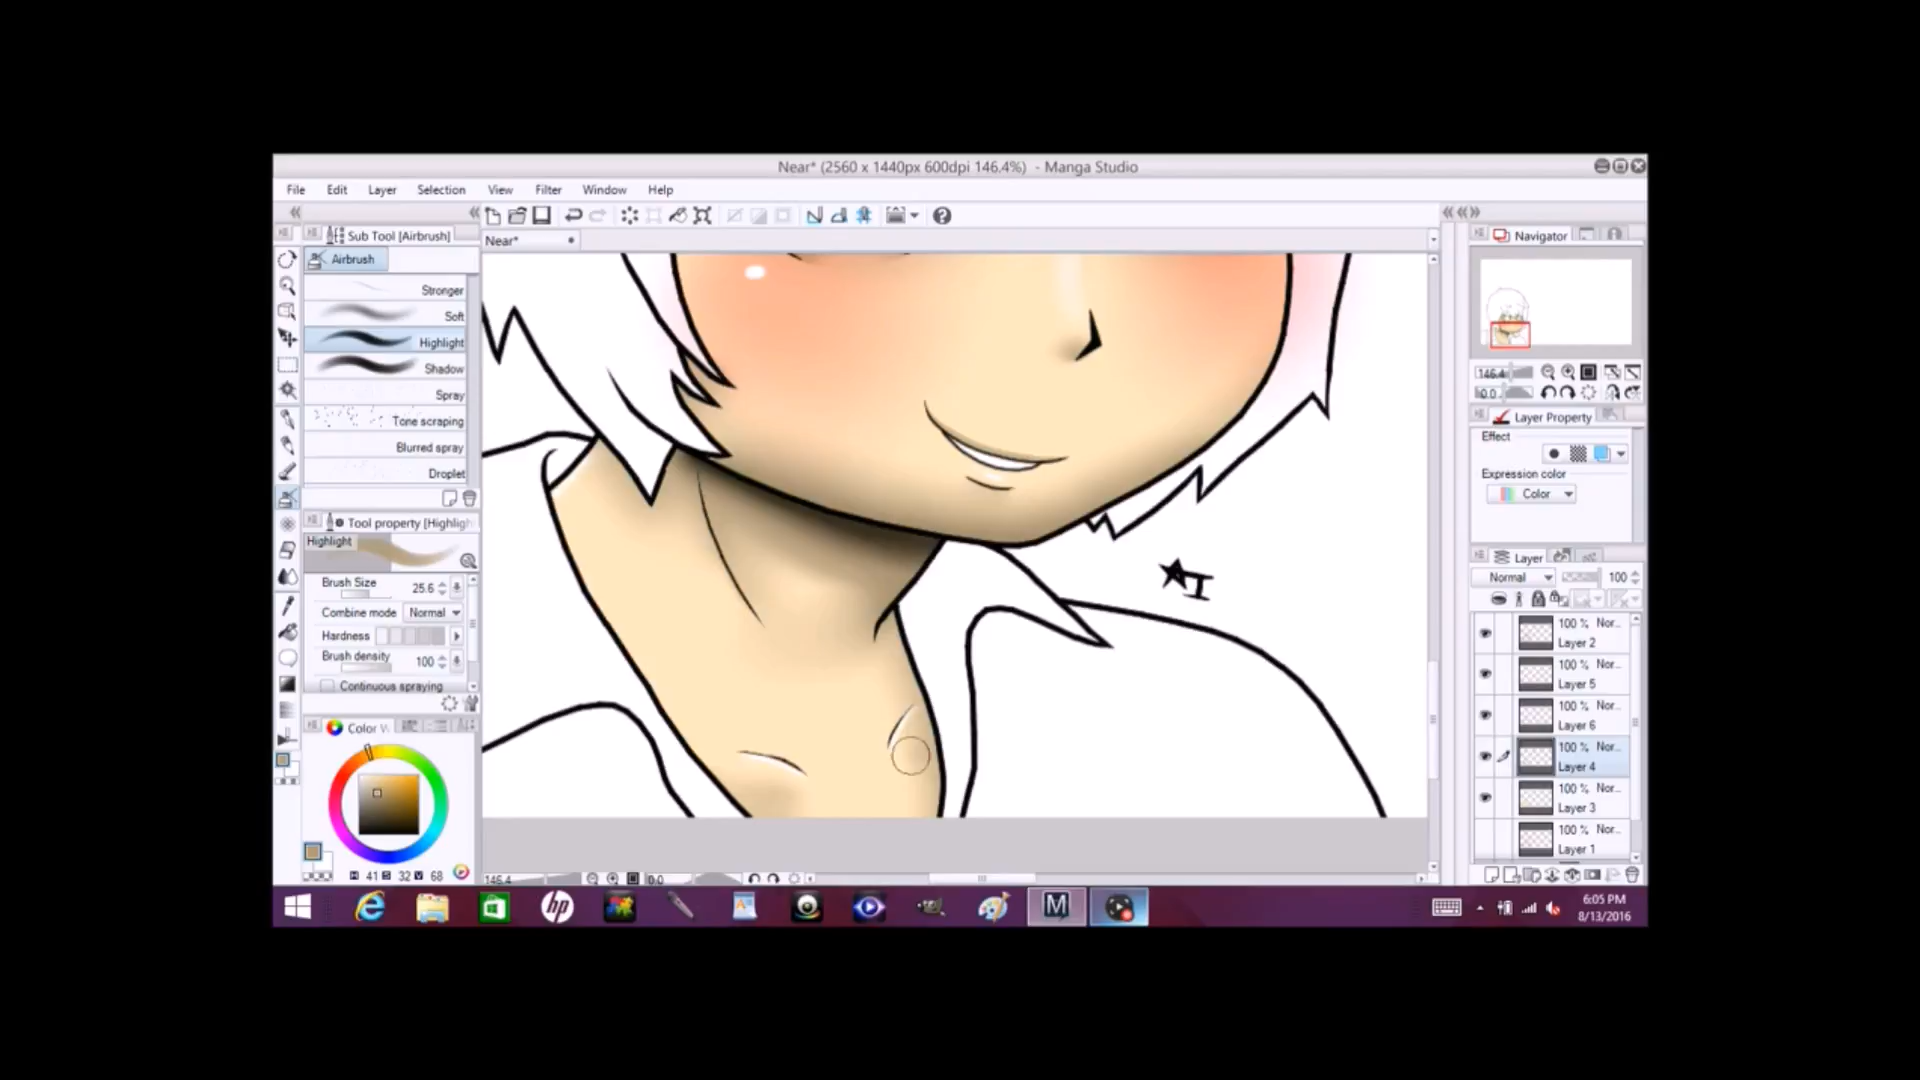 Near* (2560 x 1440px 600dpi 146.4%) - Manga Studio
File Edit Layer Selection View Filter Window Help
Sub Tool [Airbrush]
Near*
Navigator
Airbrush
Stronger
Soft
Highlight
Shadow
Spray
Tone scraping
Blurred spray
Droplet
146.4
0.0
Layer Property
Effect
Expression color
Color
Tool property [Highligh
Highlight
Brush Size 25.6
Combine mode Normal
Hardness
Brush density 100
Continuous spraying
Layer
Normal 100
100 % Nor...
Layer 2
100 % Nor...
Layer 5
100 % Nor...
Layer 6
100 % Nor...
Layer 4
100 % Nor...
Layer 3
100 % Nor...
Layer 1
Color
H 41 S 32 V 68
146.4 0.0
hp
M
6:05 PM
8/13/2016